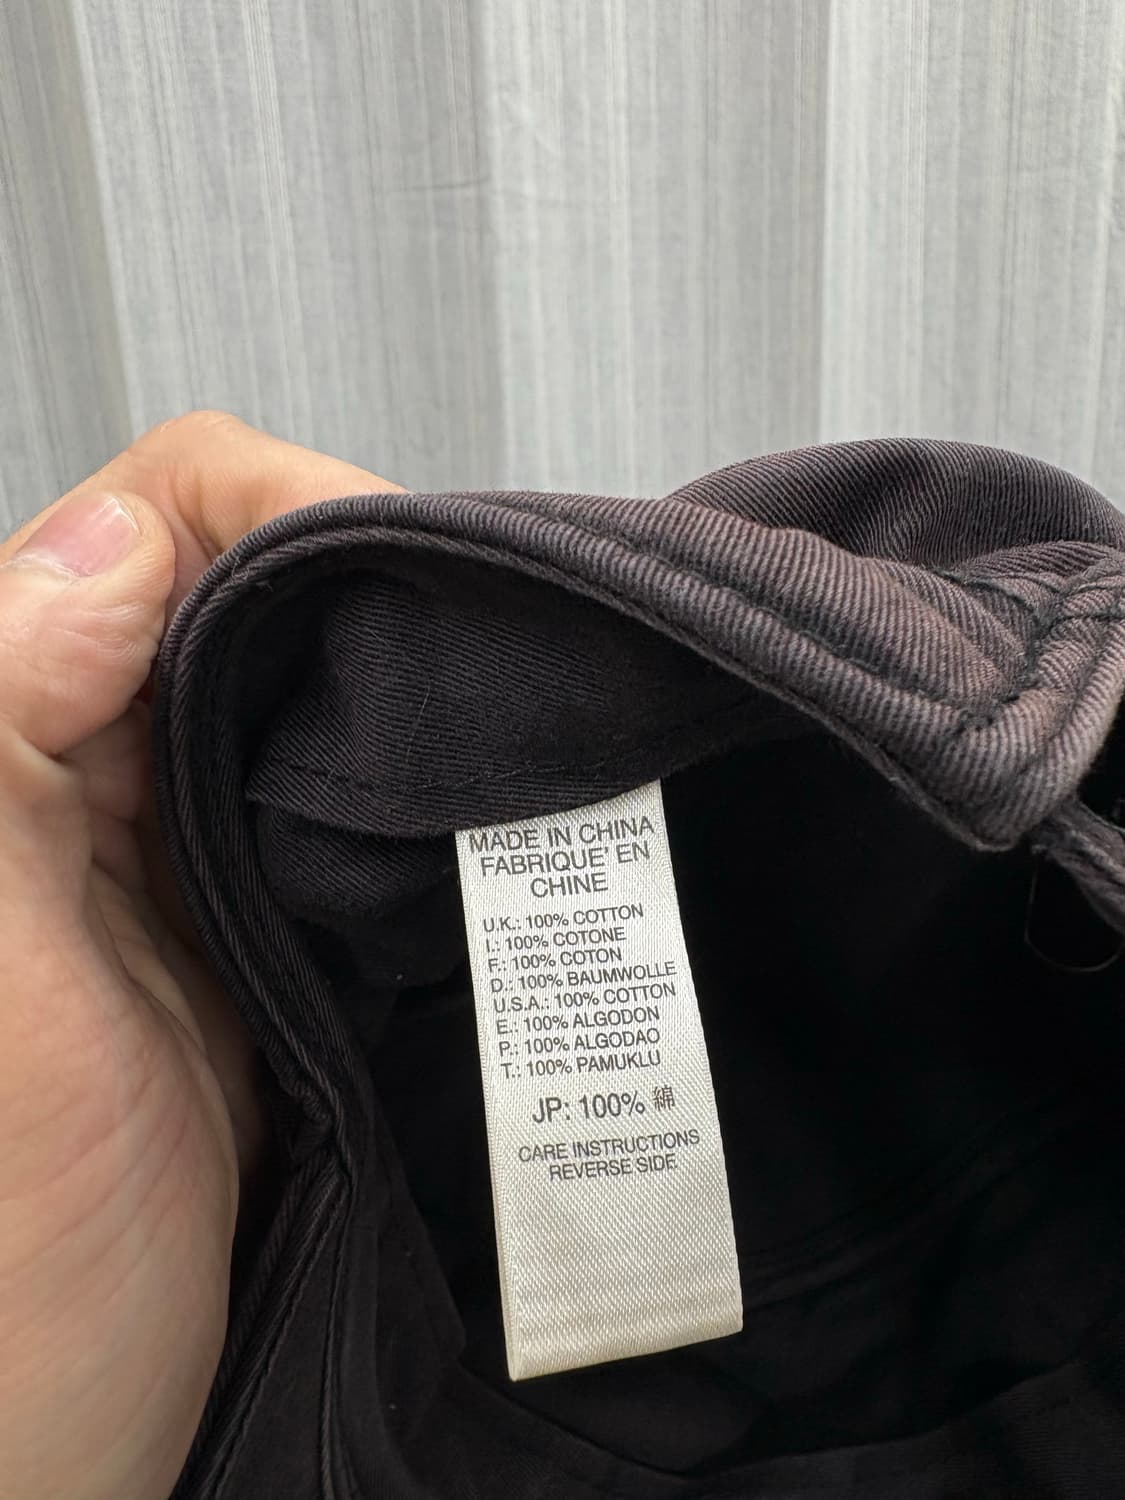 MADE IN CHINA
FABRIQUE' EN
CHINE
U.K.: 100% COTTON
I.: 100% COTONE
F.: 100% COTON
D.: 100% BAUMWOLLE
U.S.A.: 100% COTTON
E.: 100% ALGODON
P.: 100% ALGODAO
T.: 100% PAMUKLU
JP: 100% 綿
CARE INSTRUCTIONS
REVERSE SIDE